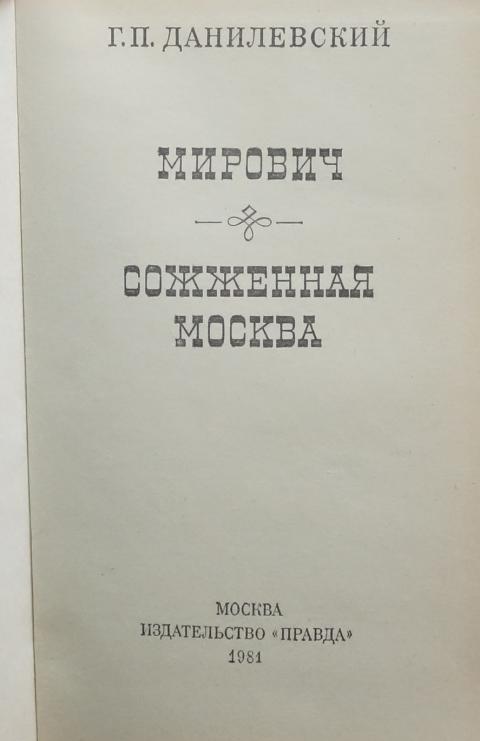 Г.П. ДАНИЛЕВСКИЙ
МИРОВИЧ
СОЖЖЕННАЯ
МОСКВА
МОСКВА
ИЗДАТЕЛЬСТВО «ПРАВДА»
1981